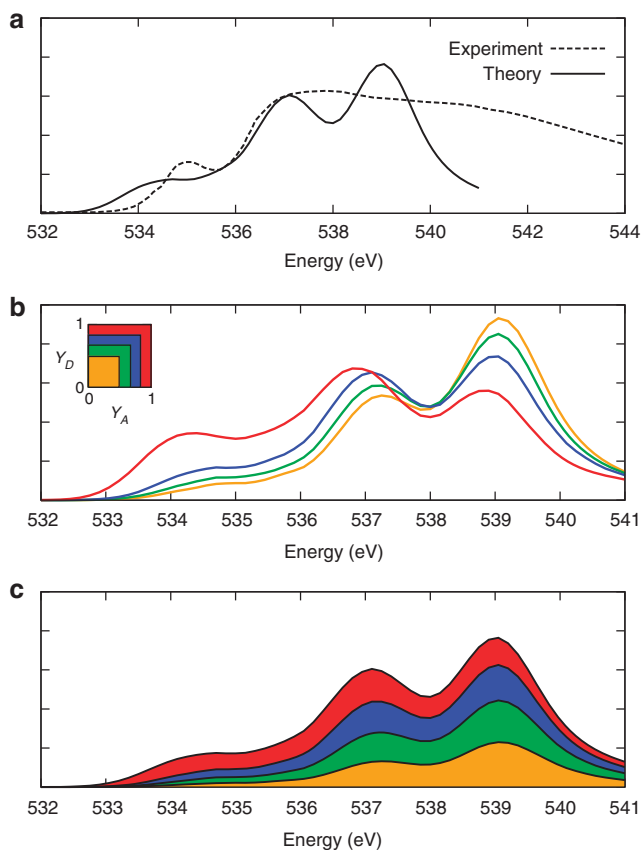 a
Experiment
Theory
532 534 536 538 540 542 544
Energy (eV)
b
1
Y_D
0
0 1
Y_A
532 533 534 535 536 537 538 539 540 541
Energy (eV)
c
532 533 534 535 536 537 538 539 540 541
Energy (eV)